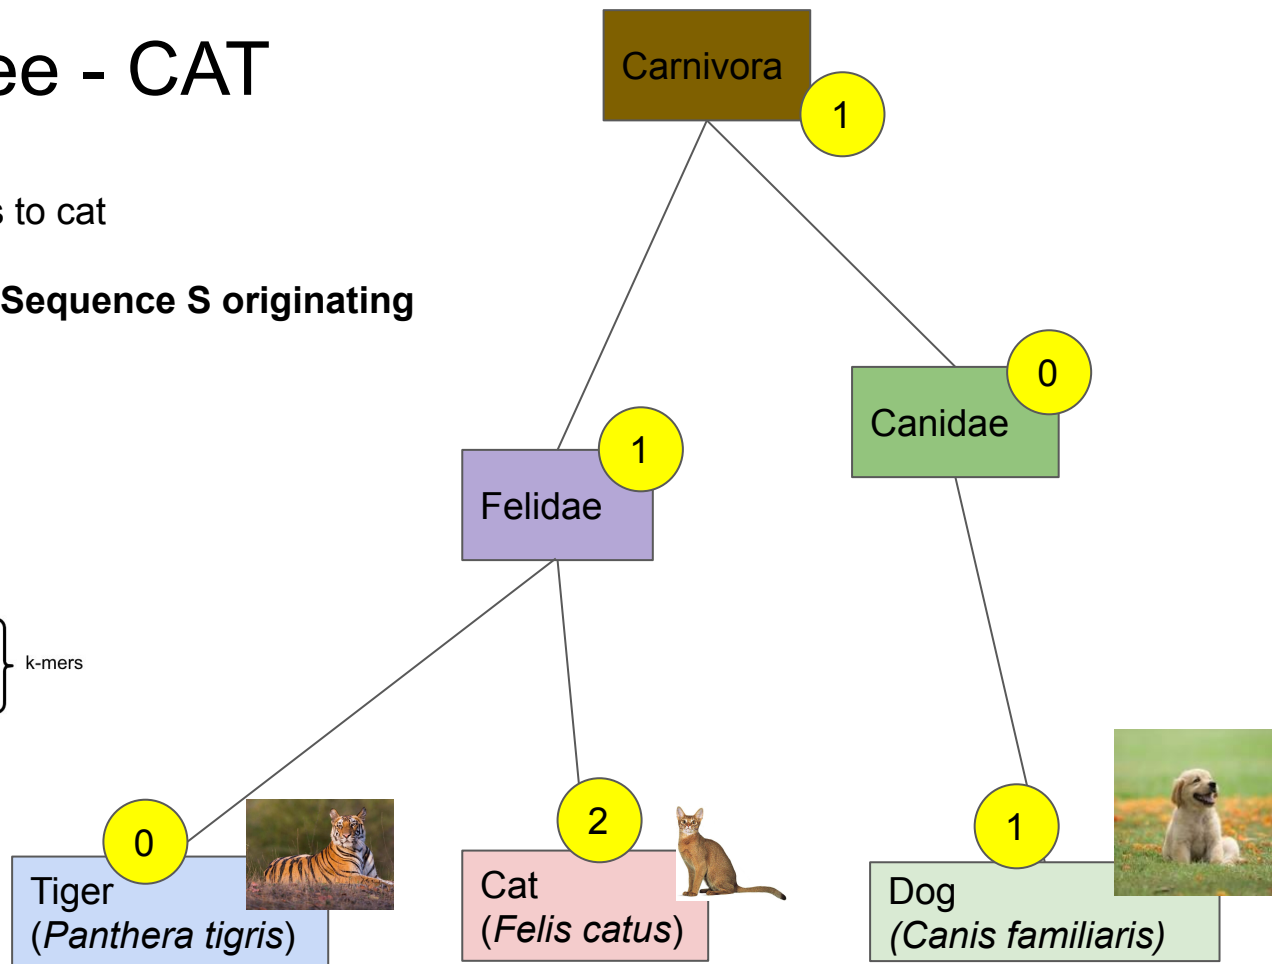 ee - CAT
Carnivora
1
s to cat
Sequence S originating
0
Canidae
1
Felidae
k-mers
0
2
1
Tiger
(Panthera tigris)
Cat
(Felis catus)
Dog
(Canis familiaris)